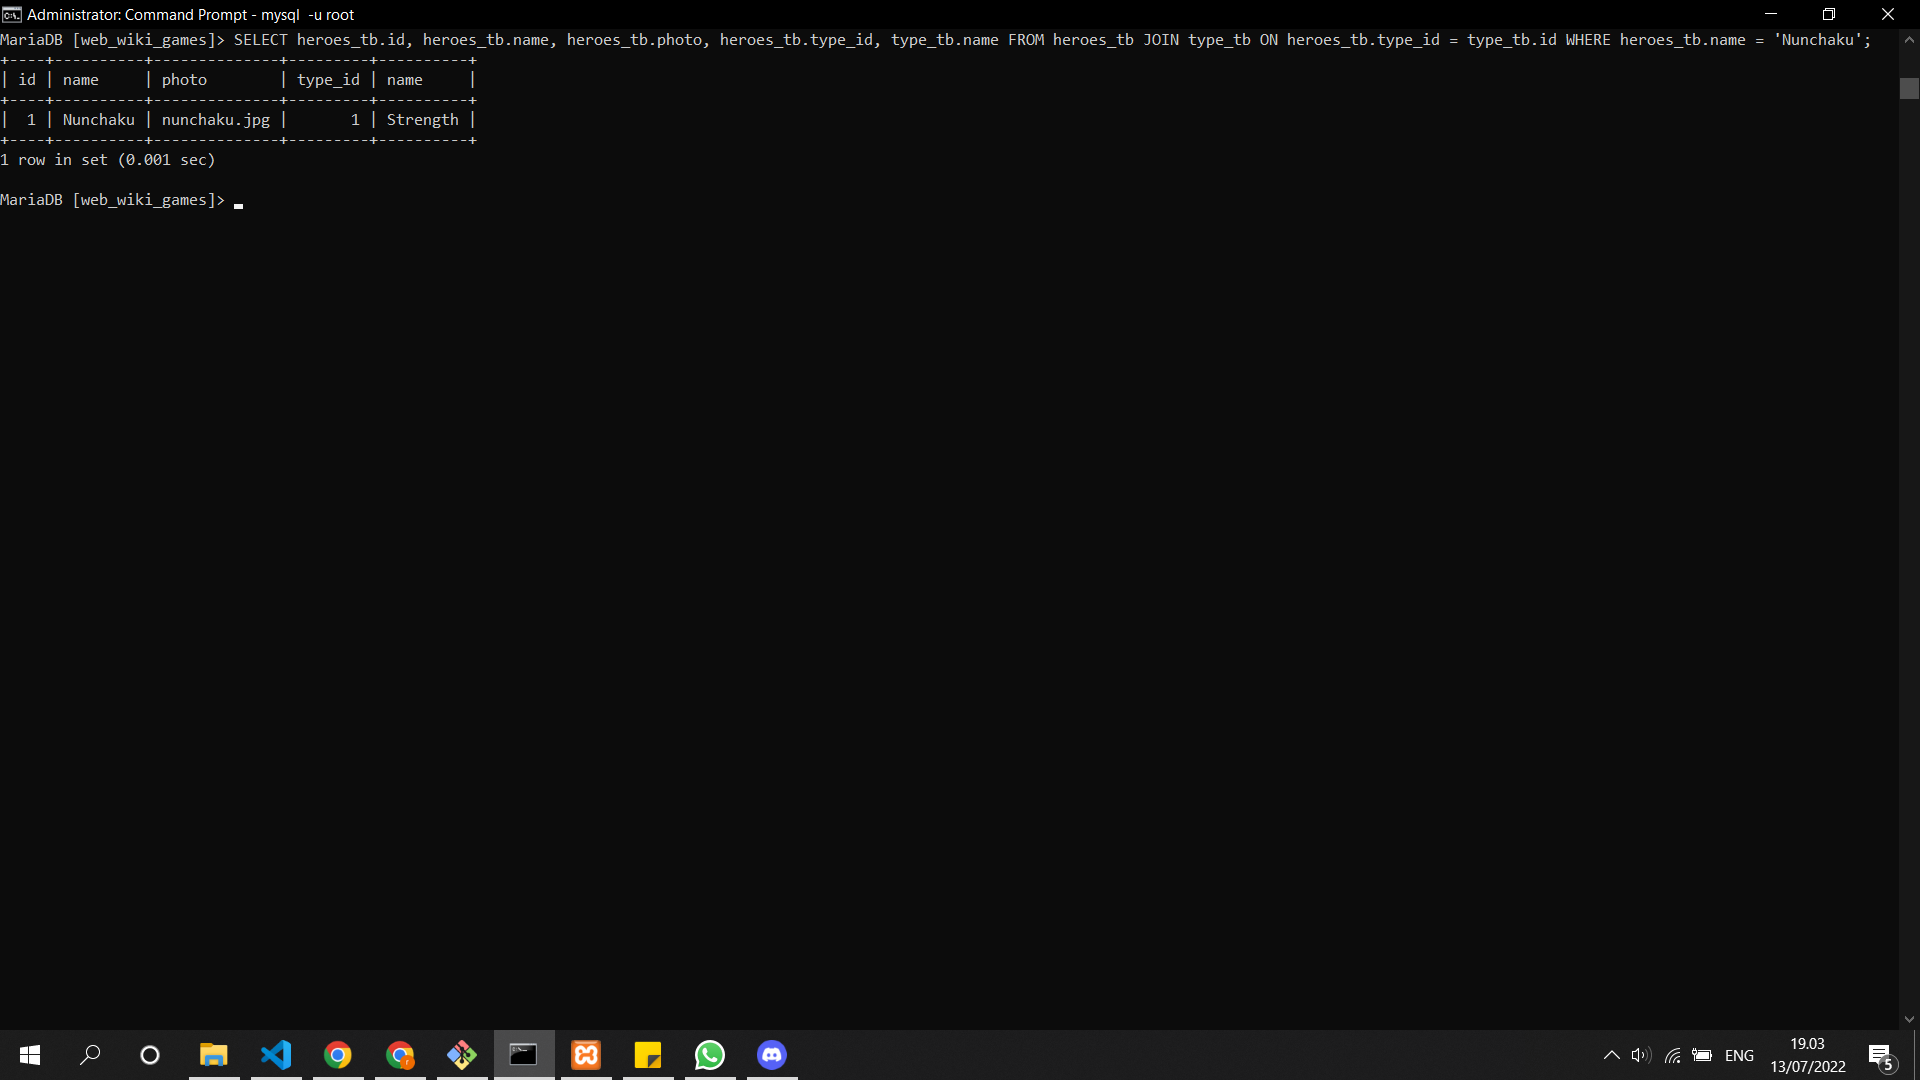 Administrator: Command Prompt - mysql  -u root
MariaDB [web_wiki_games]> SELECT heroes_tb.id, heroes_tb.name, heroes_tb.photo, heroes_tb.type_id, type_tb.name FROM heroes_tb JOIN type_tb ON heroes_tb.type_id = type_tb.id WHERE heroes_tb.name = 'Nunchaku';
+----+----------+--------------+---------+----------+
| id | name     | photo        | type_id | name     |
+----+----------+--------------+---------+----------+
|  1 | Nunchaku | nunchaku.jpg |       1 | Strength |
+----+----------+--------------+---------+----------+
1 row in set (0.001 sec)
MariaDB [web_wiki_games]>
ENG
19.03
13/07/2022
5